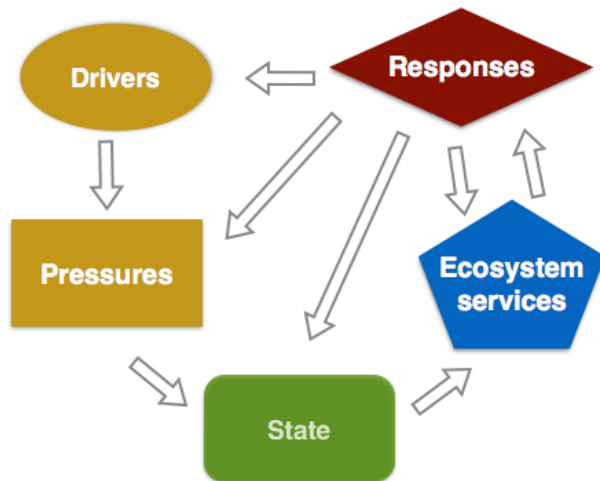 Drivers
Responses
Pressures
Ecosystem
services
State